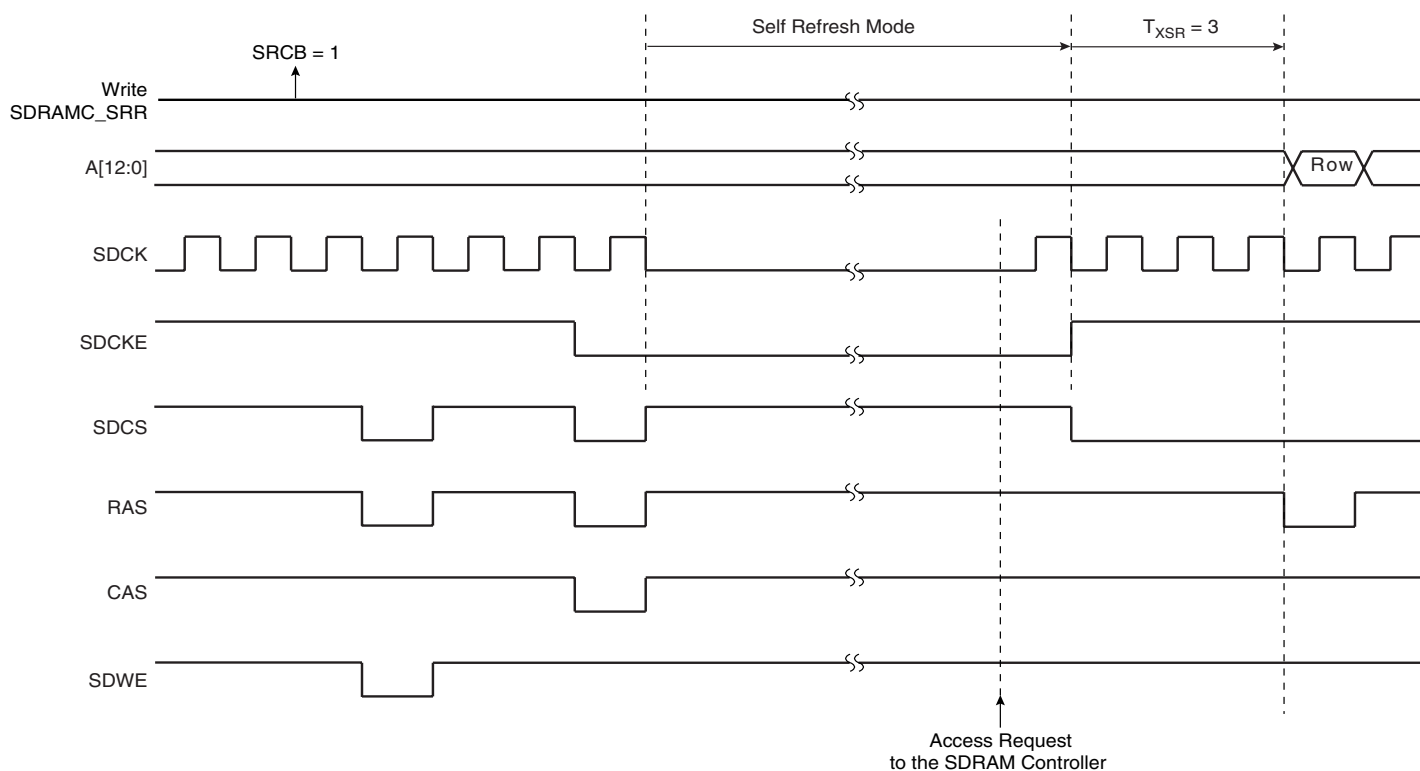 Self Refresh Mode
T_XSR = 3
SRCB = 1
Write
SDRAMC_SRR
A[12:0]
Row
SDCK
SDCKE
SDCS
RAS
CAS
SDWE
Access Request
to the SDRAM Controller